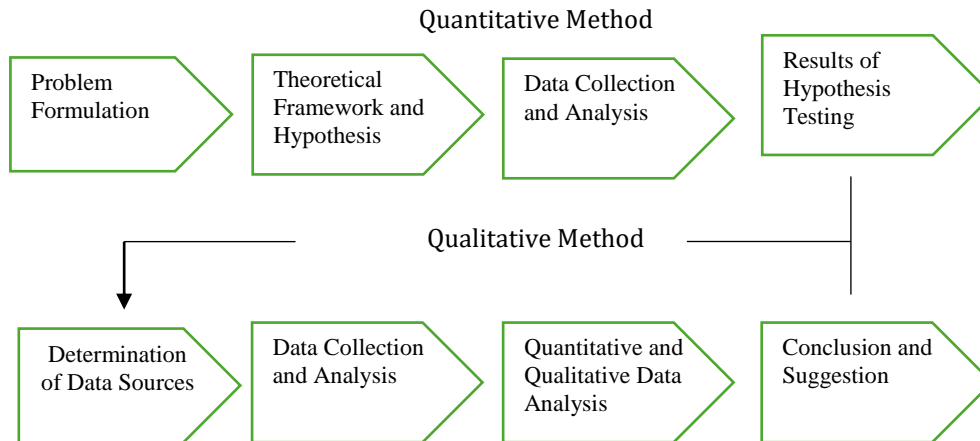 Quantitative Method
Problem
Formulation
Theoretical
Framework and
Hypothesis
Data Collection
and Analysis
Results of
Hypothesis
Testing
Qualitative Method
Determination
of Data Sources
Data Collection
and Analysis
Quantitative and
Qualitative Data
Analysis
Conclusion and
Suggestion